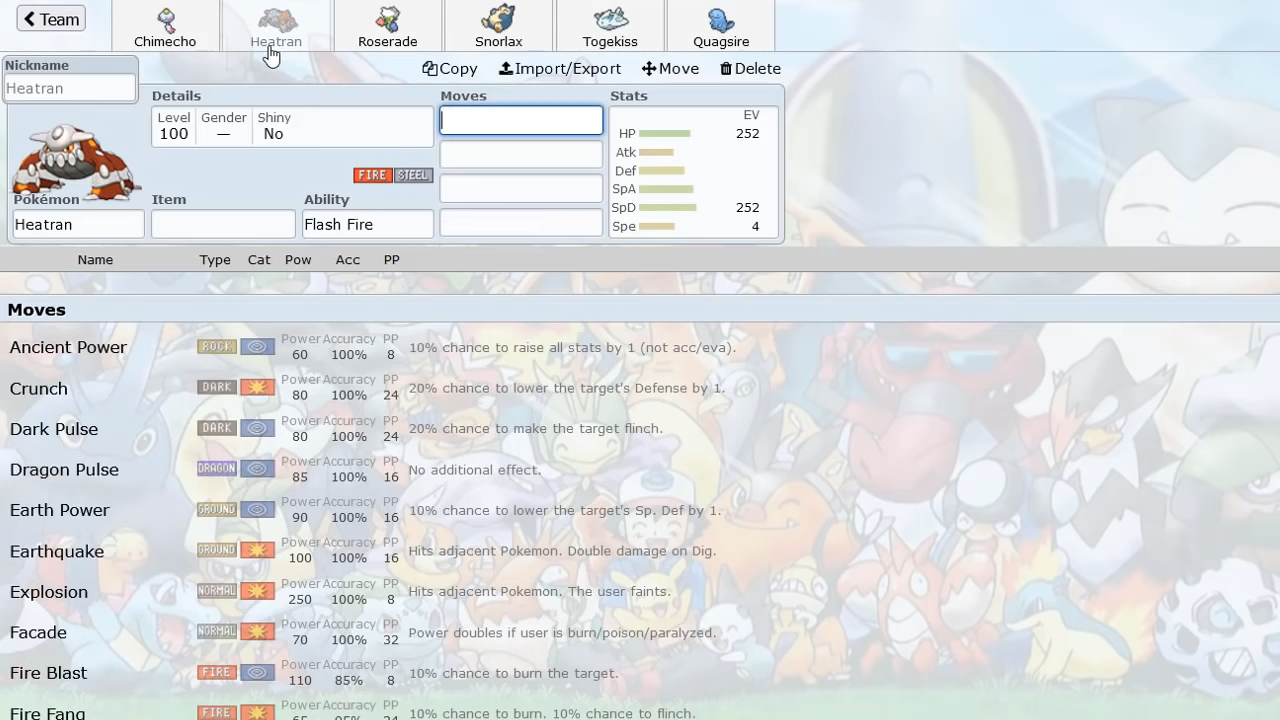 Team
Chimecho
Heatran
Roserade
Snorlax
Togekiss
Quagsire
Nickname
Heatran
Copy
Import/Export
Move
Delete
Details
Level
100
Gender
—
Shiny
No
FIRE STEEL
Pokémon
Heatran
Item
Ability
Flash Fire
Moves
Stats
EV
HP 252
Atk
Def
SpA
SpD 252
Spe 4
Name Type Cat Pow Acc PP
Moves
Ancient Power ROCK Power 60 Accuracy 100% PP 8 10% chance to raise all stats by 1 (not acc/eva).
Crunch DARK Power 80 Accuracy 100% PP 24 20% chance to lower the target's Defense by 1.
Dark Pulse DARK Power 80 Accuracy 100% PP 24 20% chance to make the target flinch.
Dragon Pulse DRAGON Power 85 Accuracy 100% PP 16 No additional effect.
Earth Power GROUND Power 90 Accuracy 100% PP 16 10% chance to lower the target's Sp. Def by 1.
Earthquake GROUND Power 100 Accuracy 100% PP 16 Hits adjacent Pokemon. Double damage on Dig.
Explosion NORMAL Power 250 Accuracy 100% PP 8 Hits adjacent Pokemon. The user faints.
Facade NORMAL Power 70 Accuracy 100% PP 32 Power doubles if user is burn/poison/paralyzed.
Fire Blast FIRE Power 110 Accuracy 85% PP 8 10% chance to burn the target.
Fire Fang FIRE Power 65 Accuracy 95% PP 24 10% chance to burn. 10% chance to flinch.